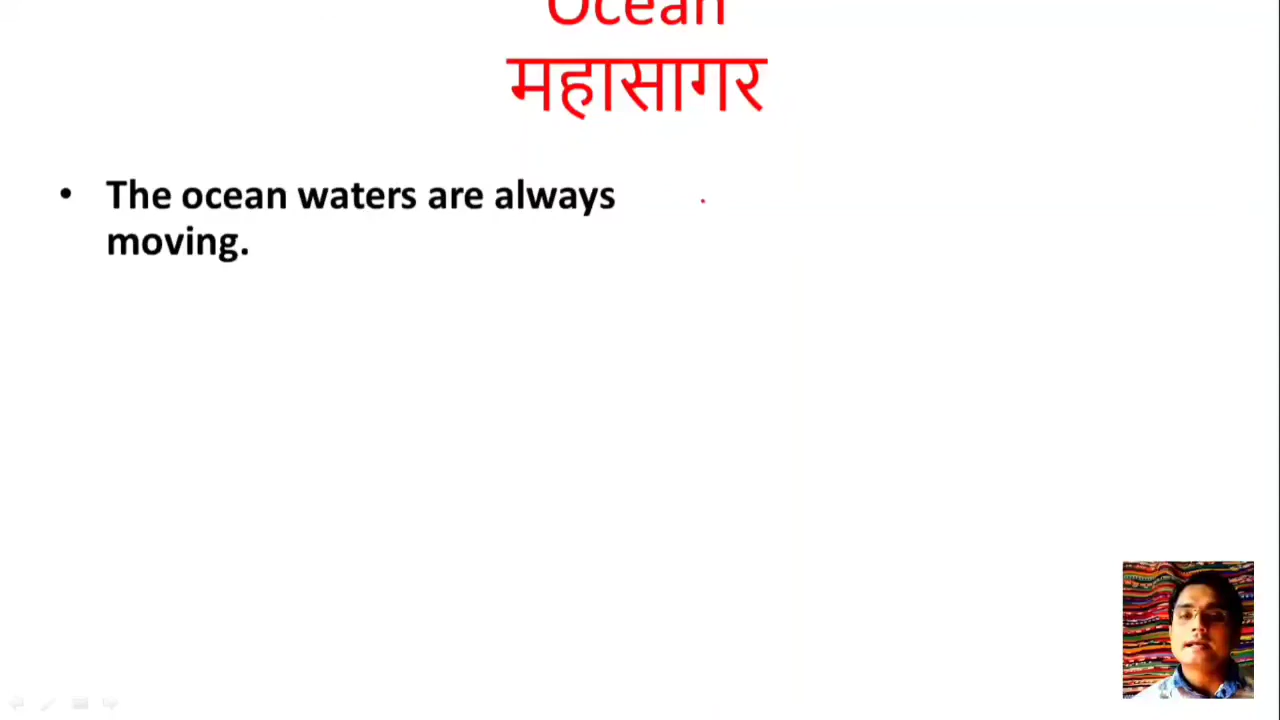 Ocean
महासागर
• The ocean waters are always
moving.